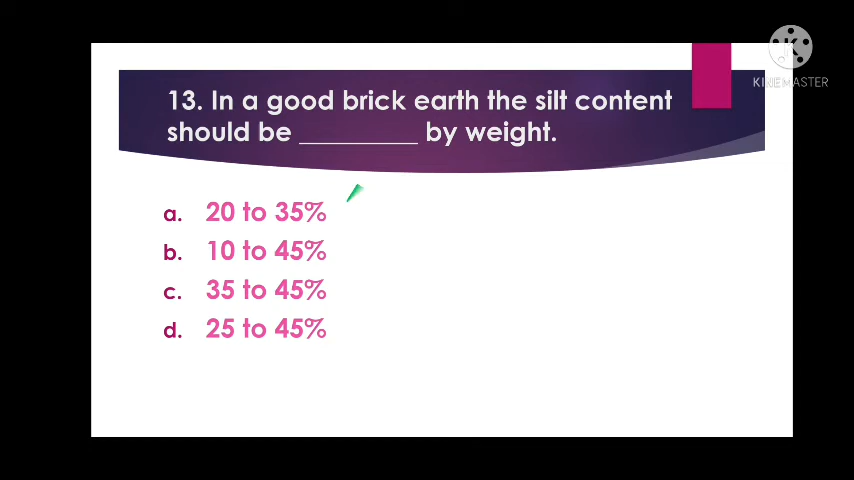 13. In a good brick earth the silt content
should be _________ by weight.
a. 20 to 35%
b. 10 to 45%
c. 35 to 45%
d. 25 to 45%
K
KINEMASTER